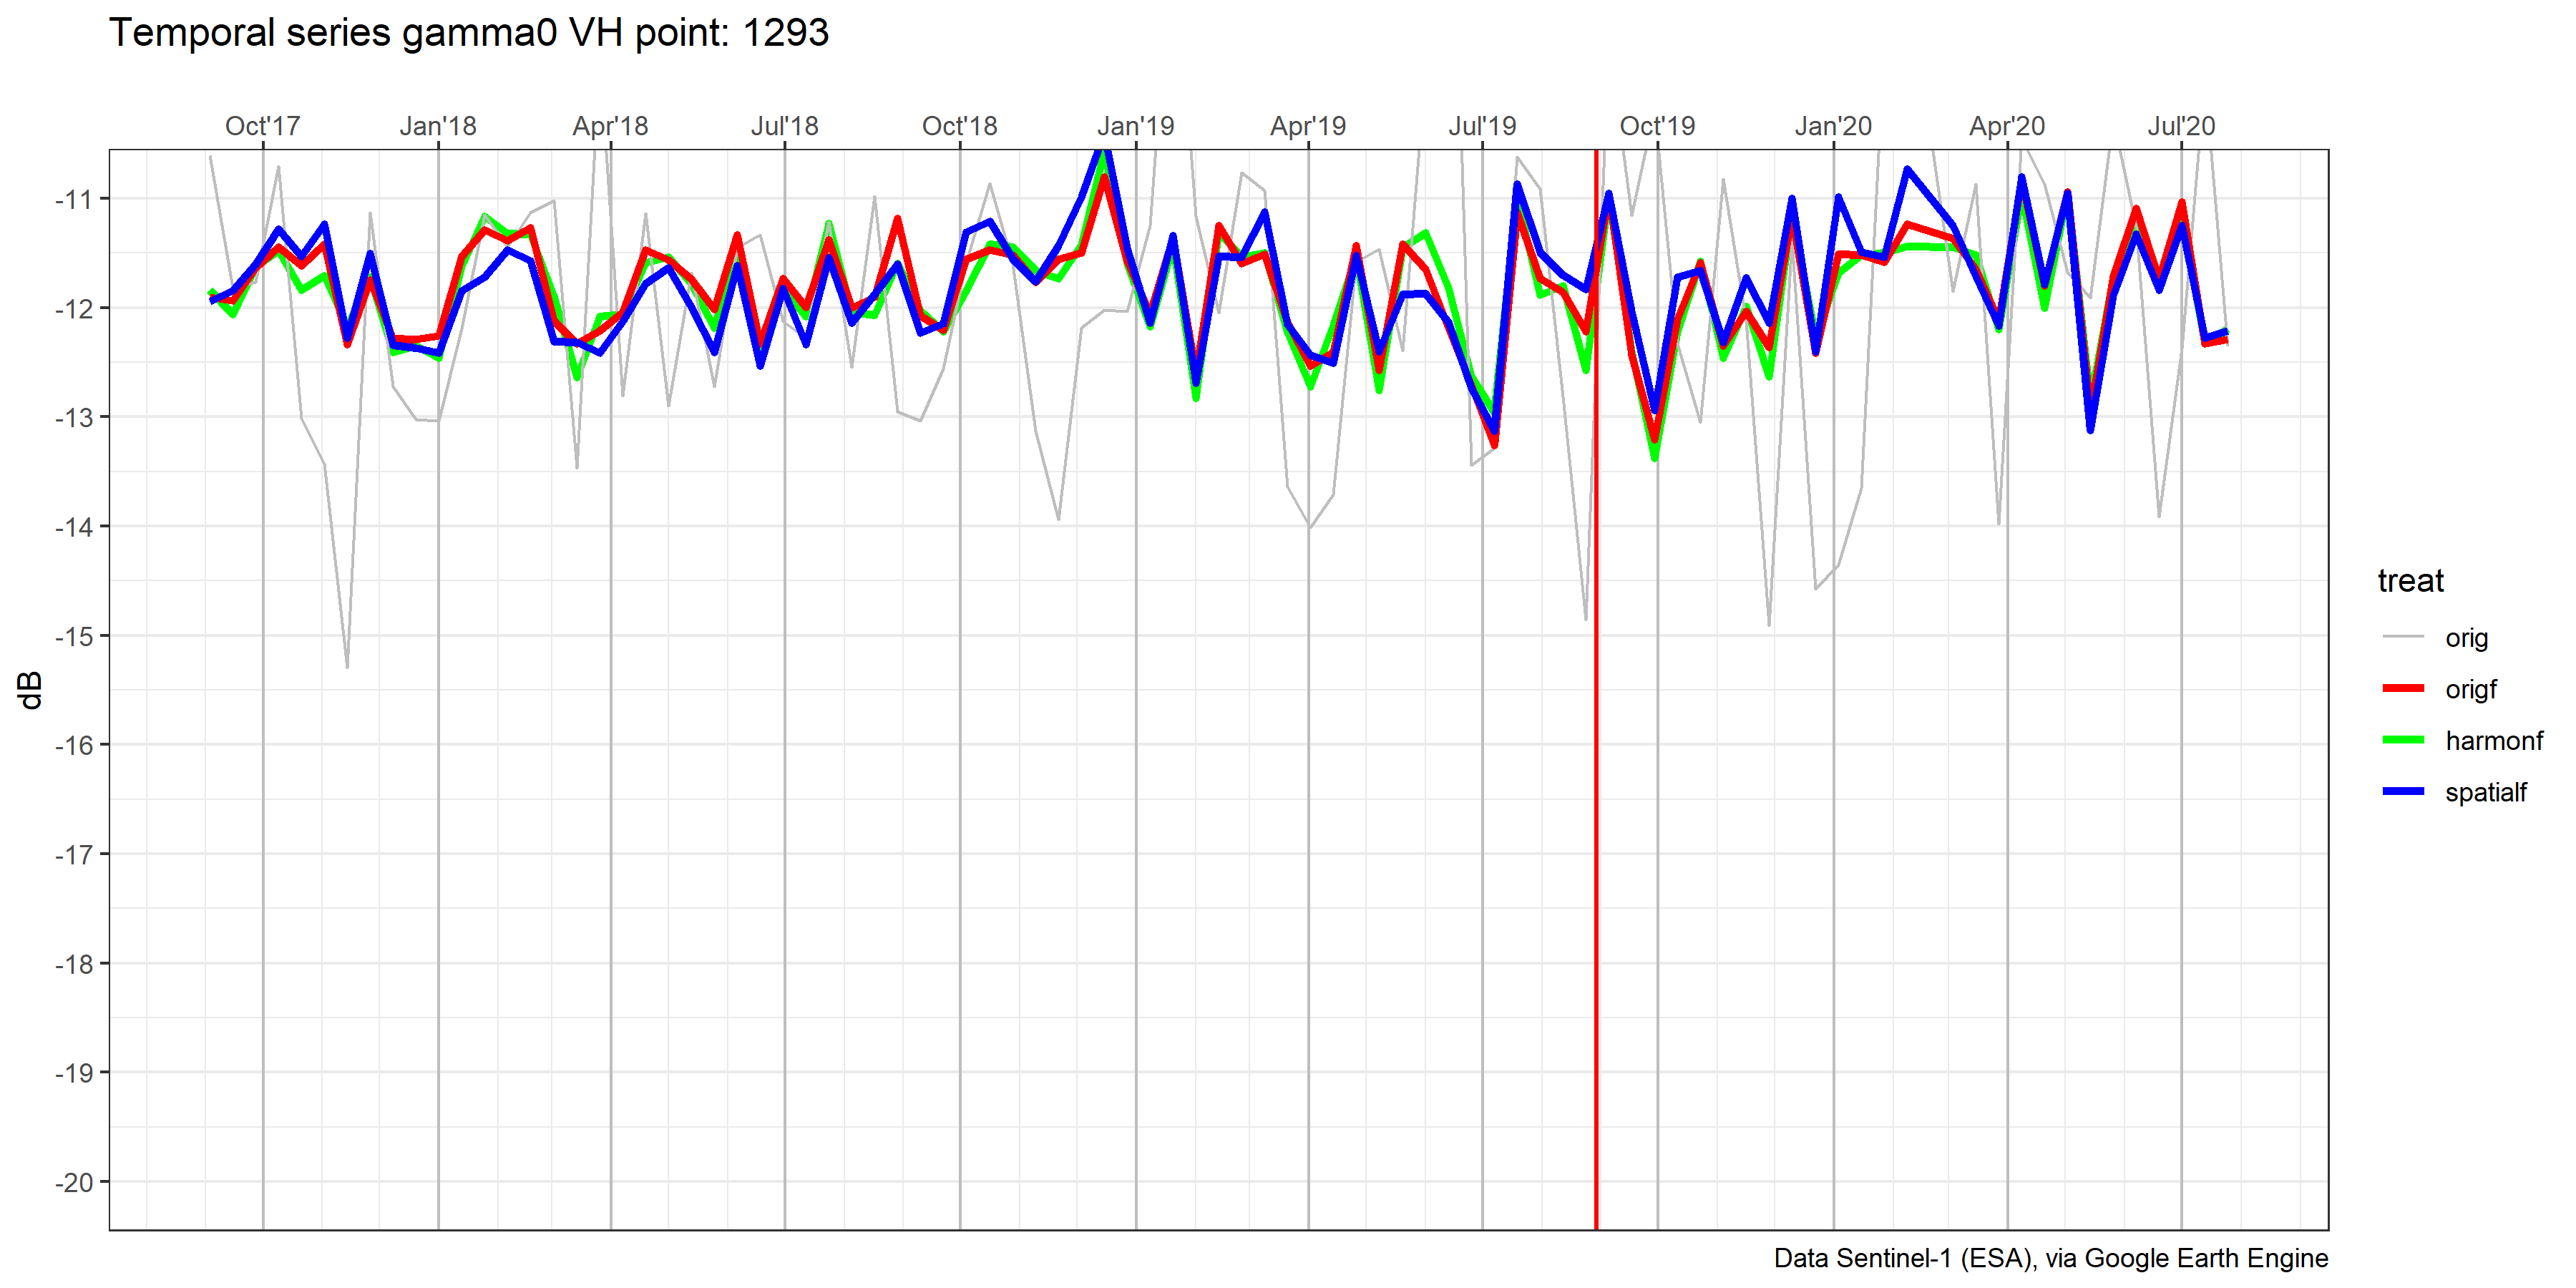 Temporal series gamma0 VH point: 1293
Oct'17
Jan'18
Apr'18
Jul'18
Oct'18
Jan'19
Apr'19
Jul'19
Oct'19
Jan'20
Apr'20
Jul'20
-11
-12
-13
-14
-15
-16
-17
-18
-19
-20
dB
treat
orig
origf
harmonf
spatialf
Data Sentinel-1 (ESA), via Google Earth Engine